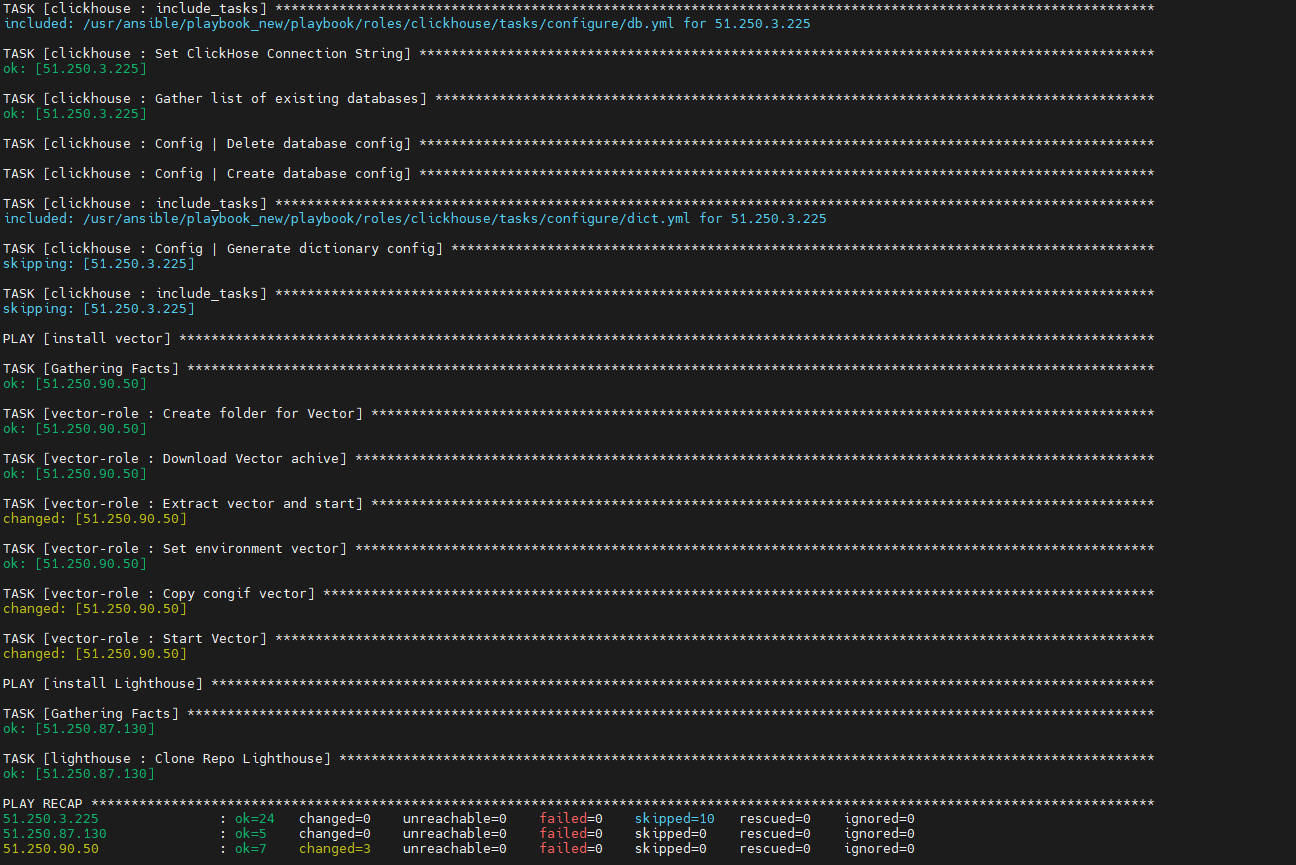 TASK [clickhouse : include_tasks] **************************************************************************************************************
included: /usr/ansible/playbook_new/playbook/roles/clickhouse/tasks/configure/db.yml for 51.250.3.225
TASK [clickhouse : Set ClickHose Connection String] ********************************************************************************************
ok: [51.250.3.225]
TASK [clickhouse : Gather list of existing databases] ******************************************************************************************
ok: [51.250.3.225]
TASK [clickhouse : Config | Delete database config] ********************************************************************************************
TASK [clickhouse : Config | Create database config] ********************************************************************************************
TASK [clickhouse : include_tasks] **************************************************************************************************************
included: /usr/ansible/playbook_new/playbook/roles/clickhouse/tasks/configure/dict.yml for 51.250.3.225
TASK [clickhouse : Config | Generate dictionary config] ****************************************************************************************
skipping: [51.250.3.225]
TASK [clickhouse : include_tasks] **************************************************************************************************************
skipping: [51.250.3.225]
PLAY [install vector] **************************************************************************************************************************
TASK [Gathering Facts] *************************************************************************************************************************
ok: [51.250.90.50]
TASK [vector-role : Create folder for Vector] **************************************************************************************************
ok: [51.250.90.50]
TASK [vector-role : Download Vector achive] ****************************************************************************************************
ok: [51.250.90.50]
TASK [vector-role : Extract vector and start] **************************************************************************************************
changed: [51.250.90.50]
TASK [vector-role : Set environment vector] ****************************************************************************************************
ok: [51.250.90.50]
TASK [vector-role : Copy congif vector] ********************************************************************************************************
changed: [51.250.90.50]
TASK [vector-role : Start Vector] **************************************************************************************************************
changed: [51.250.90.50]
PLAY [install Lighthouse] **********************************************************************************************************************
TASK [Gathering Facts] *************************************************************************************************************************
ok: [51.250.87.130]
TASK [lighthouse : Clone Repo Lighthouse] ******************************************************************************************************
ok: [51.250.87.130]
PLAY RECAP *************************************************************************************************************************************
51.250.3.225 : ok=24 changed=0 unreachable=0 failed=0 skipped=10 rescued=0 ignored=0
51.250.87.130 : ok=5 changed=0 unreachable=0 failed=0 skipped=0 rescued=0 ignored=0
51.250.90.50 : ok=7 changed=3 unreachable=0 failed=0 skipped=0 rescued=0 ignored=0